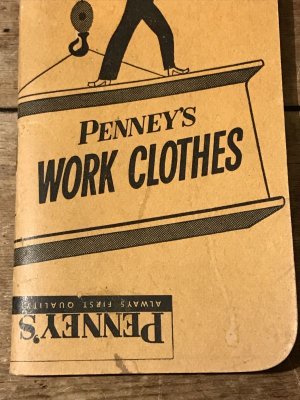 PENNEY'S
WORK CLOTHES
PENNEY'S
ALWAYS FIRST QUALITY